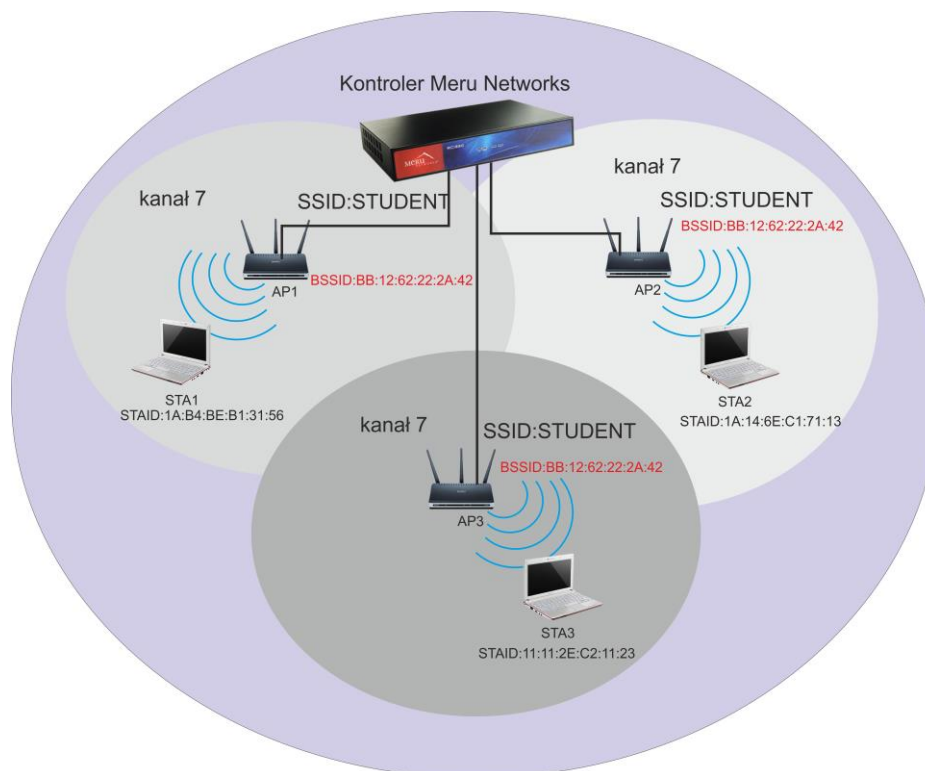 Kontroler Meru Networks
MERU
kanał 7
SSID:STUDENT
BSSID:BB:12:62:22:2A:42
AP1
STA1
STAID:1A:B4:BE:B1:31:56
kanał 7
SSID:STUDENT
BSSID:BB:12:62:22:2A:42
AP2
STA2
STAID:1A:14:6E:C1:71:13
kanał 7
SSID:STUDENT
BSSID:BB:12:62:22:2A:42
AP3
STA3
STAID:11:11:2E:C2:11:23